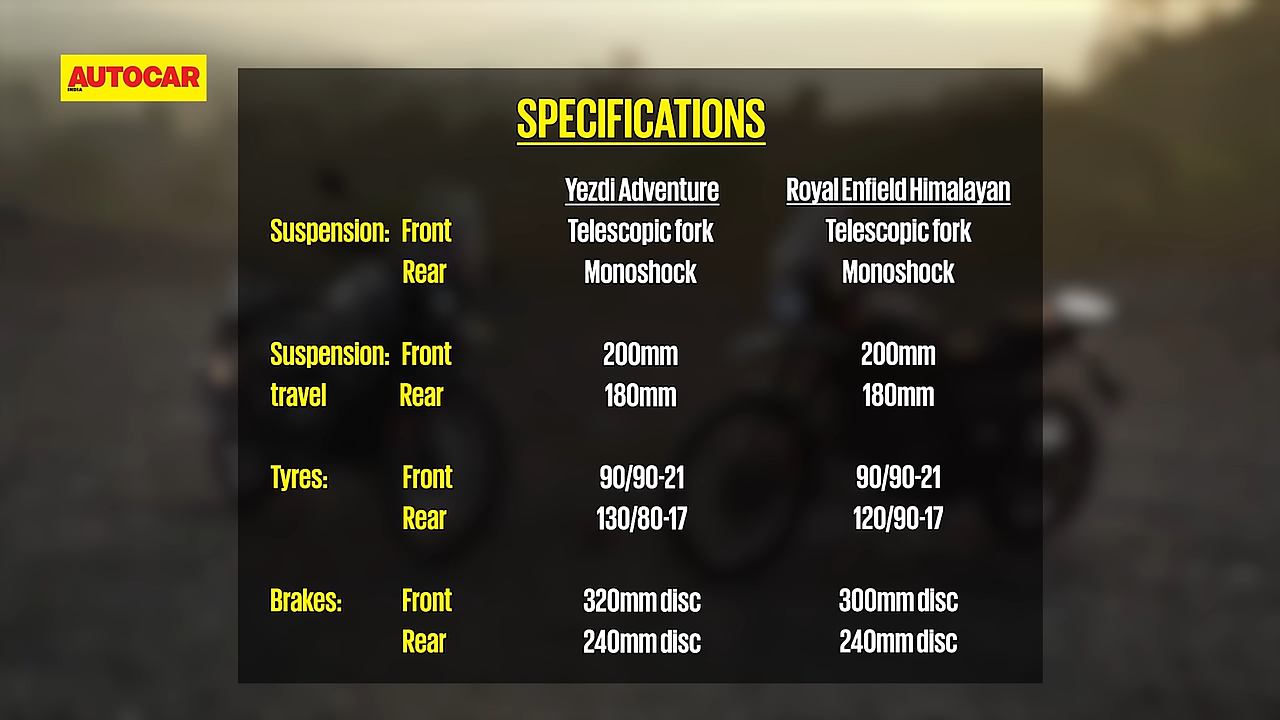 AUTOCAR
INDIA
SPECIFICATIONS
Yezdi Adventure Royal Enfield Himalayan
Suspension: Front Telescopic fork Telescopic fork
Rear Monoshock Monoshock
Suspension: Front 200mm 200mm
travel Rear 180mm 180mm
Tyres: Front 90/90-21 90/90-21
Rear 130/80-17 120/90-17
Brakes: Front 320mm disc 300mm disc
Rear 240mm disc 240mm disc